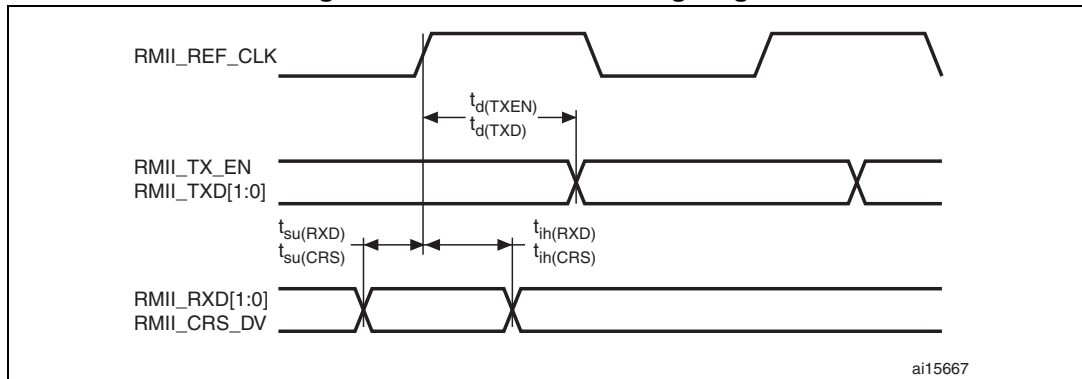 RMII_REF_CLK
td(TXEN)
td(TXD)
RMII_TX_EN
RMII_TXD[1:0]
tsu(RXD)
tsu(CRS)
tih(RXD)
tih(CRS)
RMII_RXD[1:0]
RMII_CRS_DV
ai15667